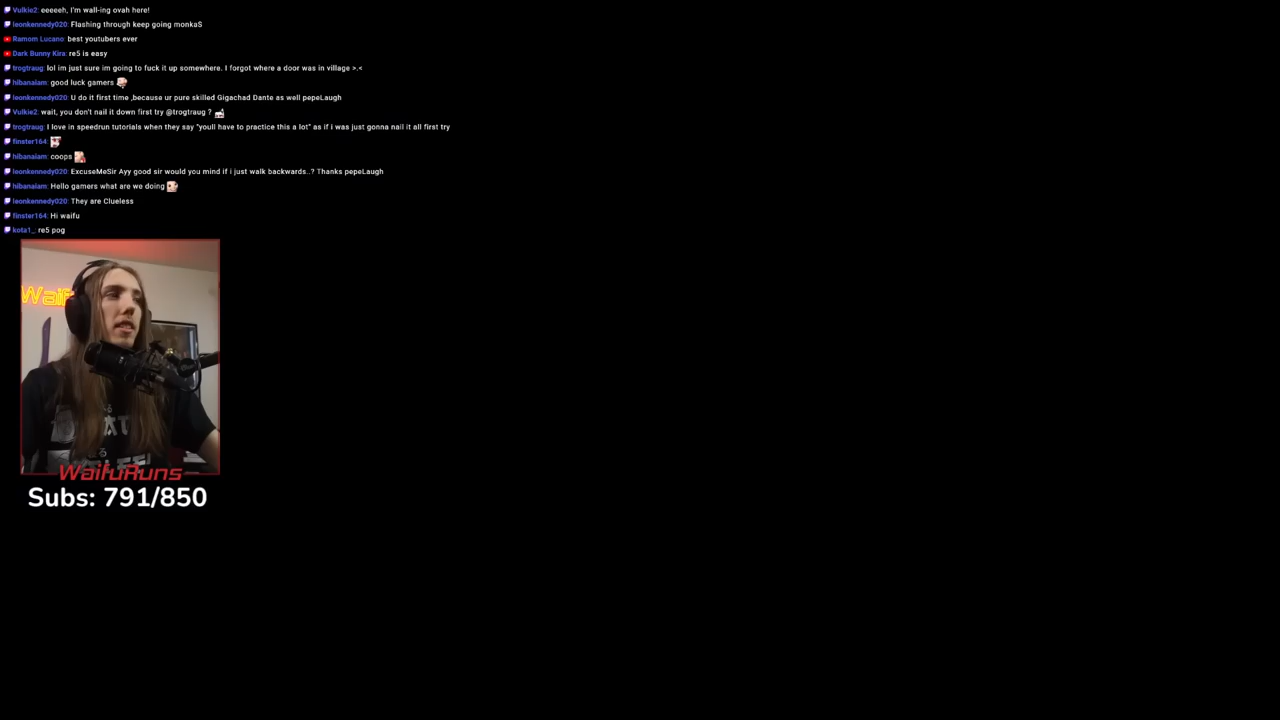 Vulkie2: eeeeeh, I'm wall-ing ovah here!
leonkennedy020: Flashing through keep going monkaS
Ramom Lucano: best youtubers ever
Dark Bunny Kira: re5 is easy
trogtraug: lol im just sure im going to fuck it up somewhere. I forgot where a door was in village >.<
hibanaiam: good luck gamers
leonkennedy020: U do it first time ,because ur pure skilled Gigachad Dante as well pepeLaugh
Vulkie2: wait, you don't nail it down first try @trogtraug ?
trogtraug: I love in speedrun tutorials when they say "youll have to practice this a lot" as if i was just gonna nail it all first try
finster164:
hibanaiam: coops
leonkennedy020: ExcuseMeSir Ayy good sir would you mind if i just walk backwards..? Thanks pepeLaugh
hibanaiam: Hello gamers what are we doing
leonkennedy020: They are Clueless
finster164: Hi waifu
kota1_: re5 pog
Waif
WaifuRuns
Subs: 791/850